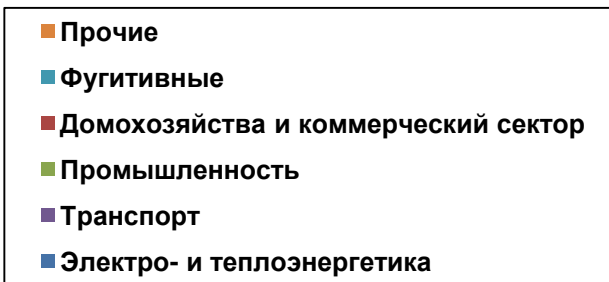 Прочие
Фугитивные
Домохозяйства и коммерческий сектор
Промышленность
Транспорт
Электро- и теплоэнергетика